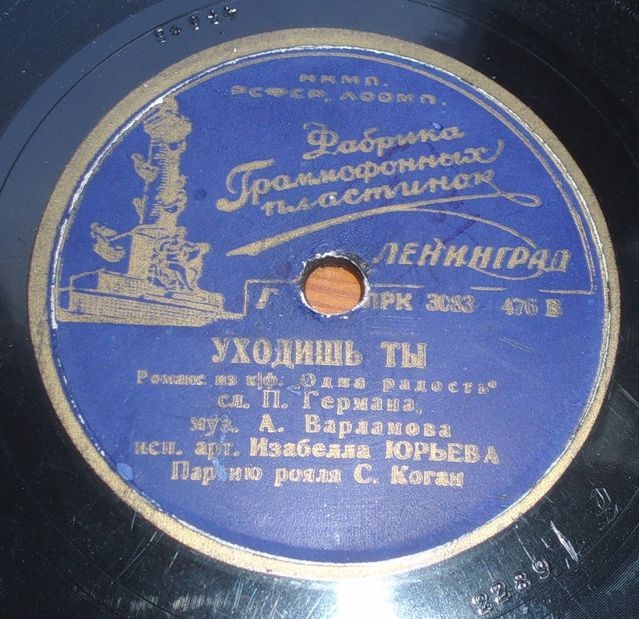 НКМП.
РСФСР. ЛООМП.
Фабрика
Граммофонных
пластинок
ЛЕНИНГРАД
РК 3083 476 В
УХОДИШЬ ТЫ
Романс из к|ф. „Одна радость"
сл. П. Германа,
муз. А. Варламова
исп. арт. Изабелла ЮРЬЕВА
Партию рояля С. Коган
2289